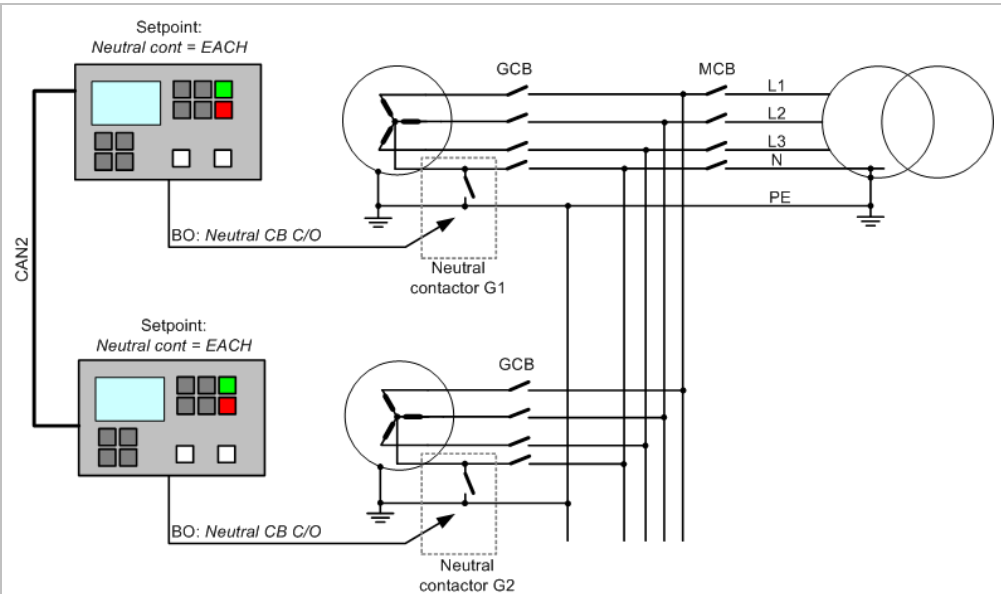 Setpoint:
Neutral cont = EACH
GCB
MCB
L1
L2
L3
N
PE
BO: Neutral CB C/O
Neutral
contactor G1
CAN2
Setpoint:
Neutral cont = EACH
GCB
BO: Neutral CB C/O
Neutral
contactor G2